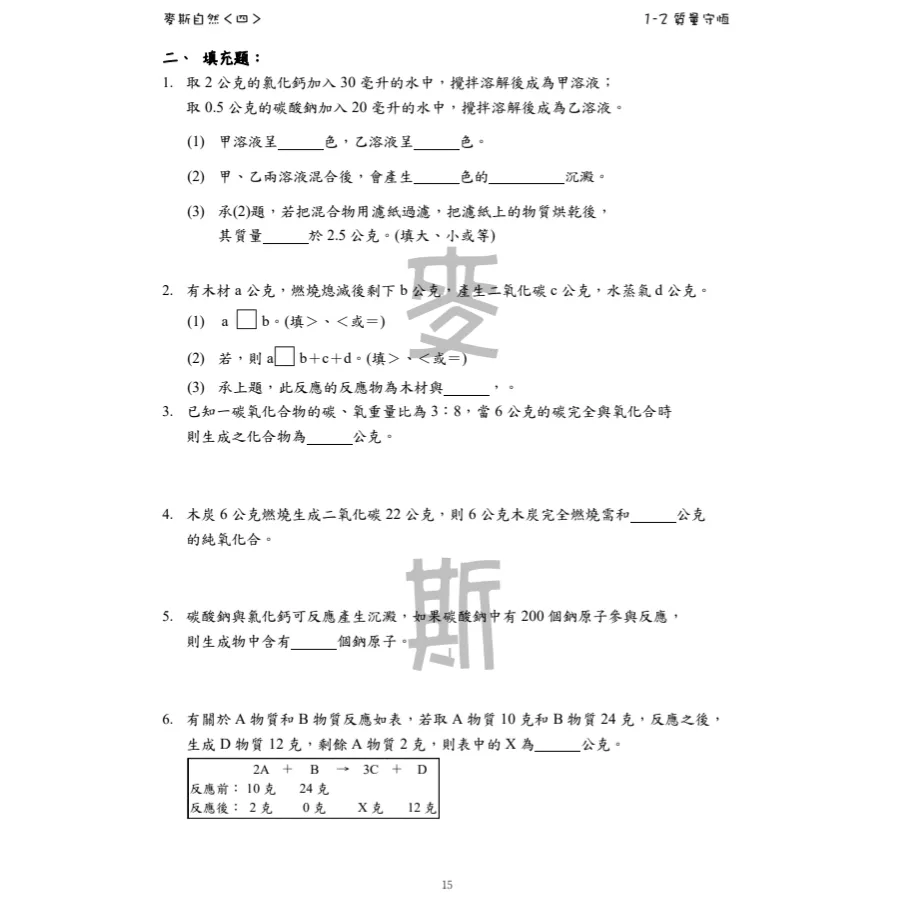 麥斯自然＜四＞
1-2 質量守恆
二、 填充題：
1. 取 2 公克的氯化鈣加入 30 毫升的水中，攪拌溶解後成為甲溶液；
取 0.5 公克的碳酸鈉加入 20 毫升的水中，攪拌溶解後成為乙溶液。
(1) 甲溶液呈______色，乙溶液呈______色。
(2) 甲、乙兩溶液混合後，會產生______色的__________沉澱。
(3) 承(2)題，若把混合物用濾紙過濾，把濾紙上的物質烘乾後，
其質量______於 2.5 公克。(填大、小或等)
2. 有木材 a 公克，燃燒熄滅後剩下 b 公克，產生二氧化碳 c 公克，水蒸氣 d 公克。
(1) a □ b。(填＞、＜或＝)
(2) 若，則 a□ b＋c＋d。(填＞、＜或＝)
(3) 承上題，此反應的反應物為木材與______，。
3. 已知一碳氧化合物的碳、氧重量比為 3：8，當 6 公克的碳完全與氧化合時
則生成之化合物為______公克。
4. 木炭 6 公克燃燒生成二氧化碳 22 公克，則 6 公克木炭完全燃燒需和______公克
的純氧化合。
5. 碳酸鈉與氯化鈣可反應產生沉澱，如果碳酸鈉中有 200 個鈉原子參與反應，
則生成物中含有______個鈉原子。
6. 有關於 A 物質和 B 物質反應如表，若取 A 物質 10 克和 B 物質 24 克，反應之後，
生成 D 物質 12 克，剩餘 A 物質 2 克，則表中的 X 為______公克。
2A ＋ B → 3C ＋ D
反應前： 10 克 24 克
反應後： 2 克 0 克 X 克 12 克
麥
斯
15